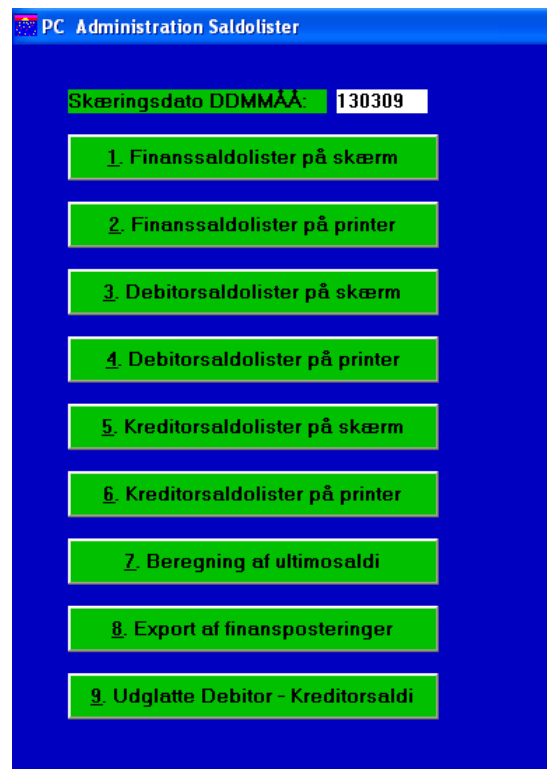 PC Administration Saldolister
Skæringsdato DDMMÅÅ: 130309
1. Finanssaldolister på skærm
2. Finanssaldolister på printer
3. Debitorsaldolister på skærm
4. Debitorsaldolister på printer
5. Kreditorsaldolister på skærm
6. Kreditorsaldolister på printer
7. Beregning af ultimosaldi
8. Export af finansposteringer
9. Udglatte Debitor - Kreditorsaldi